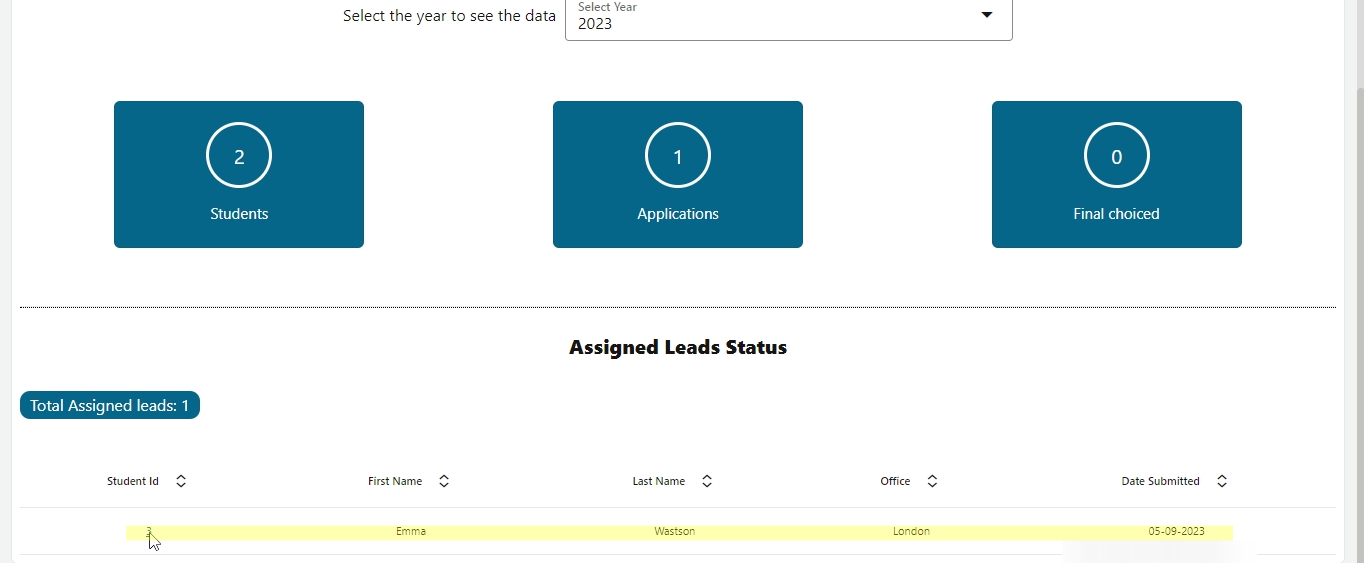 Select the year to see the data
Select Year
2023
2
Students
1
Applications
0
Final choiced
Assigned Leads Status
Total Assigned leads: 1
Student Id First Name Last Name Office Date Submitted
3 Emma Wastson London 05-09-2023